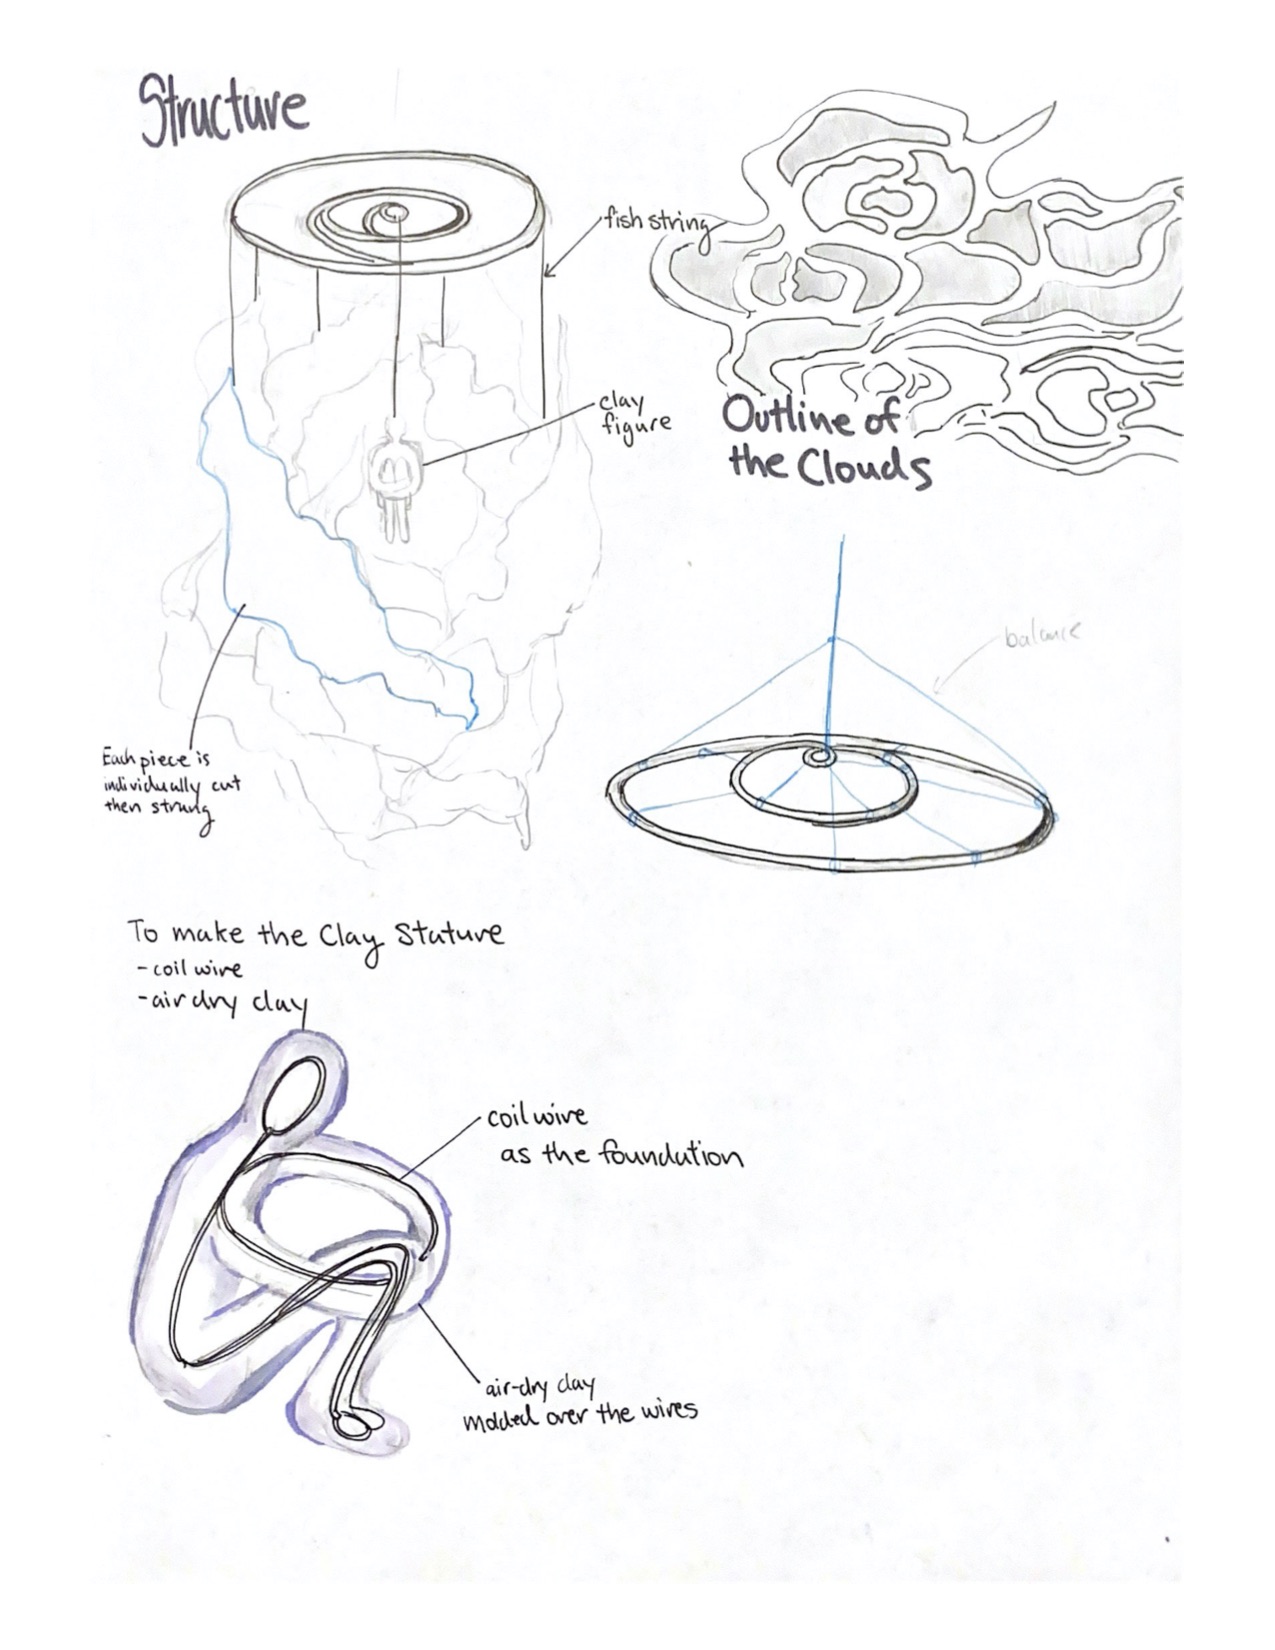 Structure
fish string
clay
figure
Outline of
the Clouds
balance
Each piece is
individually cut
then strung
To make the Clay Stature
-coil wire
-air dry clay
coil wire
as the foundation
air-dry clay
molded over the wires